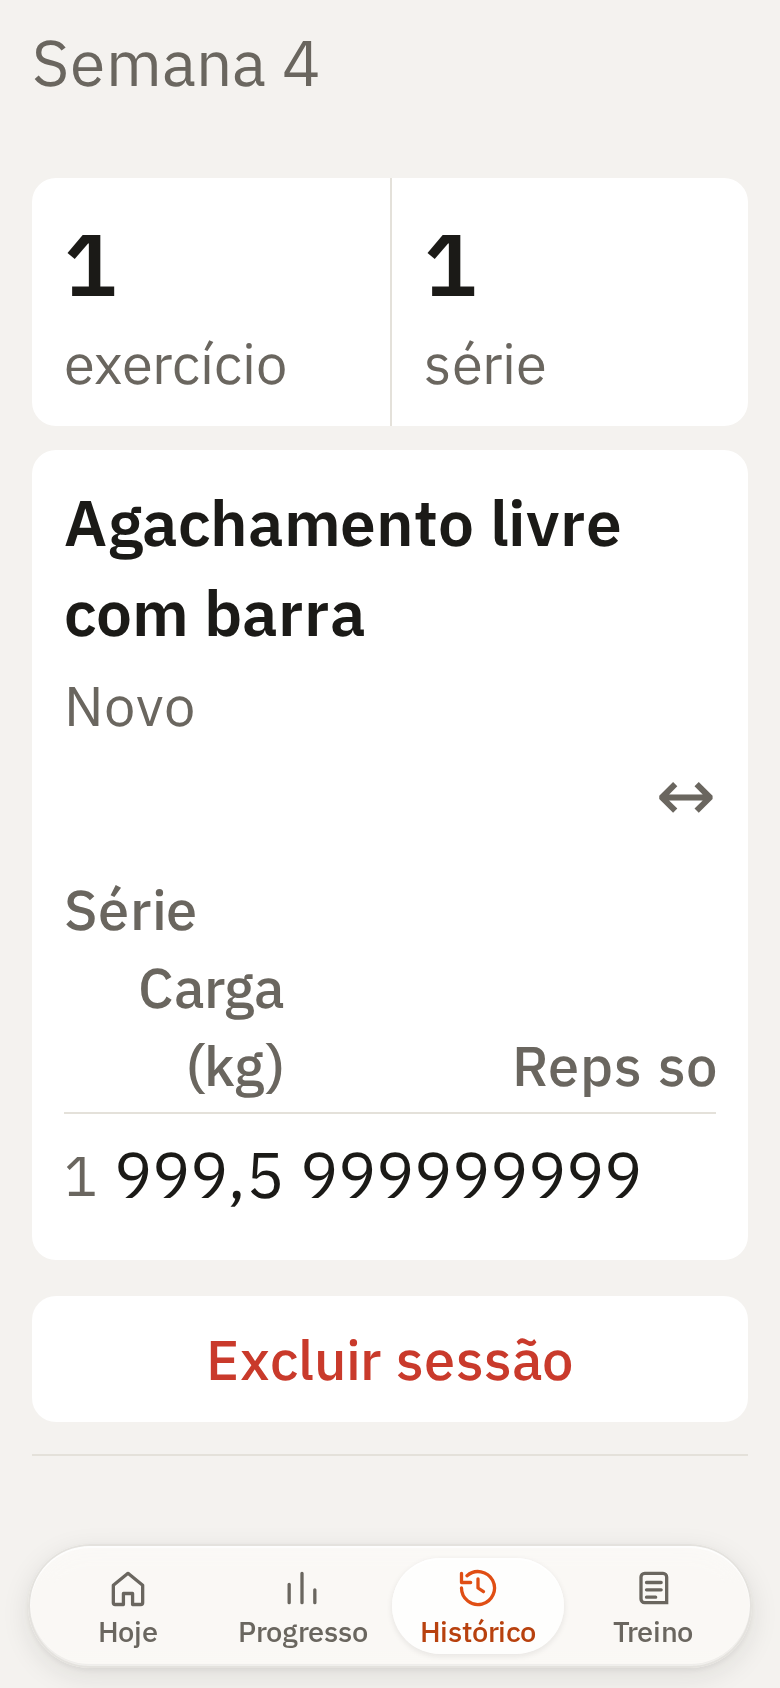 Semana 4
1
exercício
1
série
Agachamento livre
com barra
Novo
Série
Carga
(kg)
Reps so
1 999,5 999999999
Excluir sessão
Hoje
Progresso
Histórico
Treino